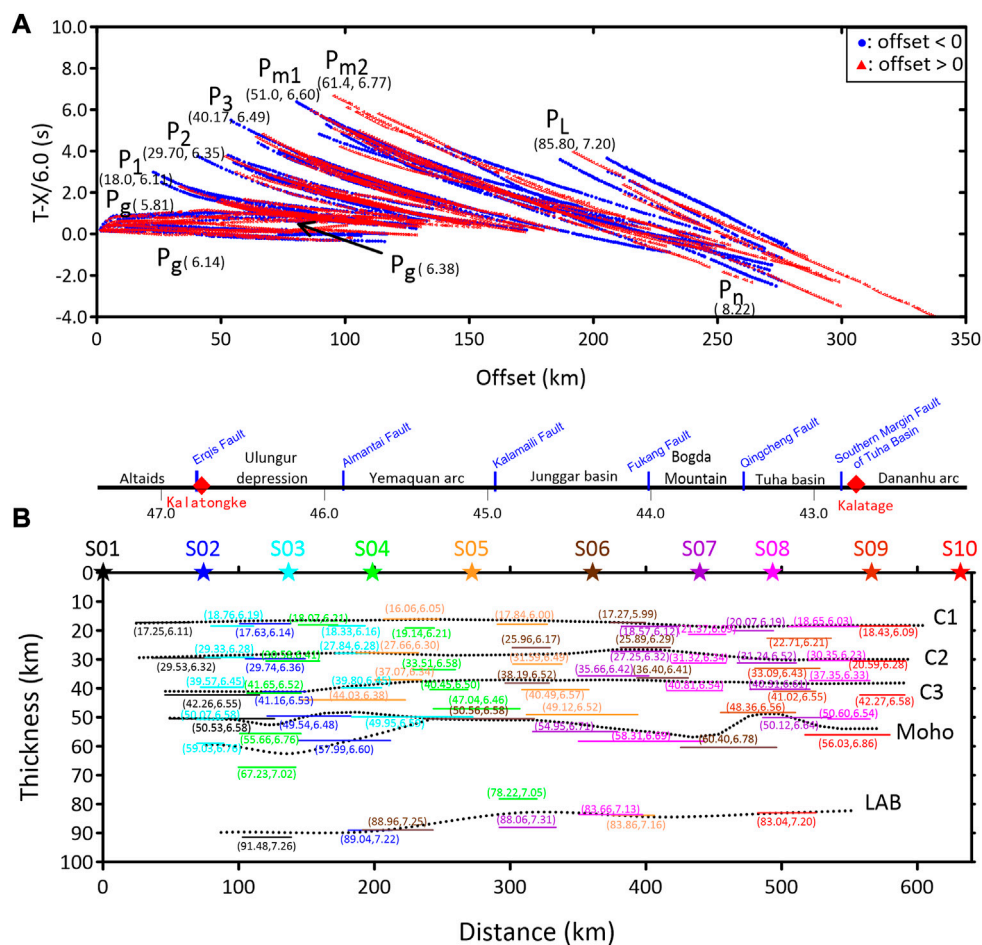 A
10.0
8.0
6.0
4.0
2.0
0.0
-2.0
-4.0
T-X/6.0 (s)
●: offset < 0
▲: offset > 0
Pm2
(61.4, 6.77)
Pm1
(51.0, 6.60)
P3
(40.17, 6.49)
P2
(29.70, 6.35)
P1
(18.0, 6.11)
Pg( 5.81)
Pg( 6.14)
Pg( 6.38)
PL
(85.80, 7.20)
Pn
( 8.22)
0 50 100 150 200 250 300 350
Offset (km)
Erqis Fault
Almantai Fault
Kalamaili Fault
Fukang Fault
Qingcheng Fault
Southern Margin Fault
of Tuha Basin
Altaids
Ulungur
depression
Yemaquan arc
Junggar basin
Bogda
Mountain
Tuha basin
Dananhu arc
Kalatongke
Kalatage
47.0 46.0 45.0 44.0 43.0
B
S01 S02 S03 S04 S05 S06 S07 S08 S09 S10
0
10
20
30
40
50
60
70
80
90
100
Thickness (km)
(17.25,6.11)
(18.76,6.19)
(17.63,6.14)
(18.07,6.21)
(18.33,6.16)
(16.06,6.05)
(19.14,6.21)
(17.84,6.00)
(17.27,5.99)
(18.57,6.12)
(20.07,6.19)
(18.65,6.03)
(22.71,6.21)
(18.43,6.09)
C1
(29.53,6.32)
(29.33,6.28)
(29.74,6.36)
(27.84,6.28)
(27.66,6.30)
(33.51,6.58)
(25.96,6.17)
(25.89,6.29)
(27.25,6.32)
(31.32,6.54)
(31.24,6.52)
(33.09,6.43)
(30.35,6.23)
(20.59,6.28)
C2
(42.26,6.55)
(39.57,6.45)
(41.65,6.52)
(41.16,6.53)
(44.03,6.38)
(37.07,6.54)
(40.45,6.50)
(38.19,6.52)
(40.49,6.57)
(35.66,6.42)
(36.40,6.41)
(40.81,6.54)
(41.02,6.55)
(37.35,6.33)
(42.27,6.58)
C3
(50.53,6.58)
(55.66,6.76)
(49.54,6.48)
(57.99,6.60)
(47.04,6.46)
(50.56,6.58)
(49.12,6.52)
(54.95,6.71)
(58.31,6.69)
(60.40,6.78)
(48.36,6.56)
(50.12,6.64)
(50.60,6.54)
(56.03,6.86)
Moho
(67.23,7.02)
(91.48,7.26)
(89.04,7.22)
(88.96,7.25)
(78.22,7.05)
(88.06,7.31)
(83.66,7.13)
(83.86,7.16)
(83.04,7.20)
LAB
0 100 200 300 400 500 600
Distance (km)